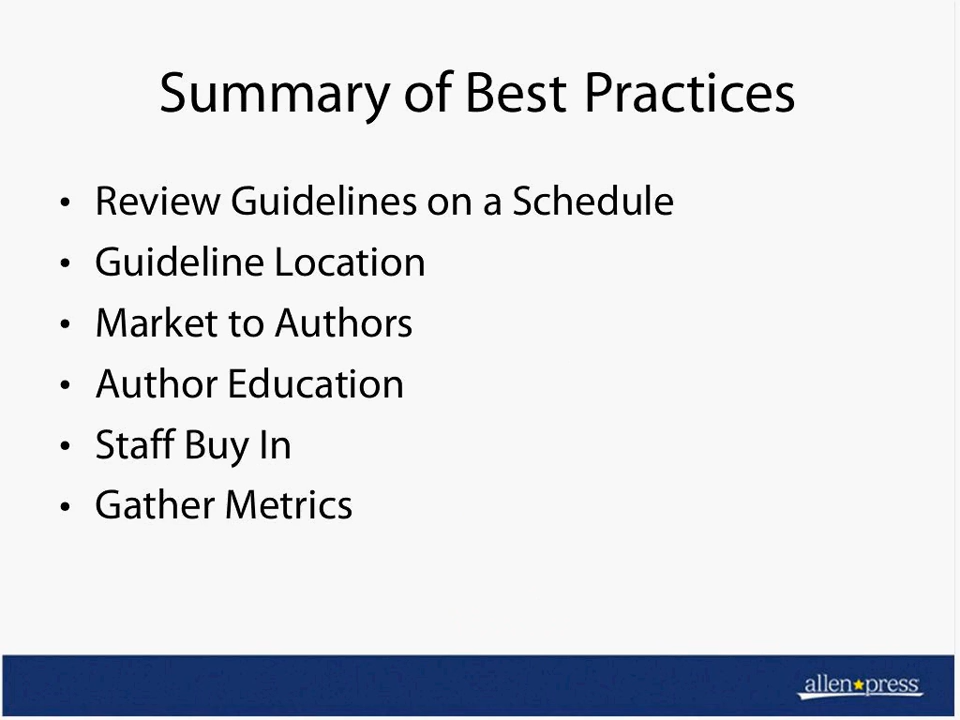 Summary of Best Practices
• Review Guidelines on a Schedule
• Guideline Location
• Market to Authors
• Author Education
• Staff Buy In
• Gather Metrics
allen★press